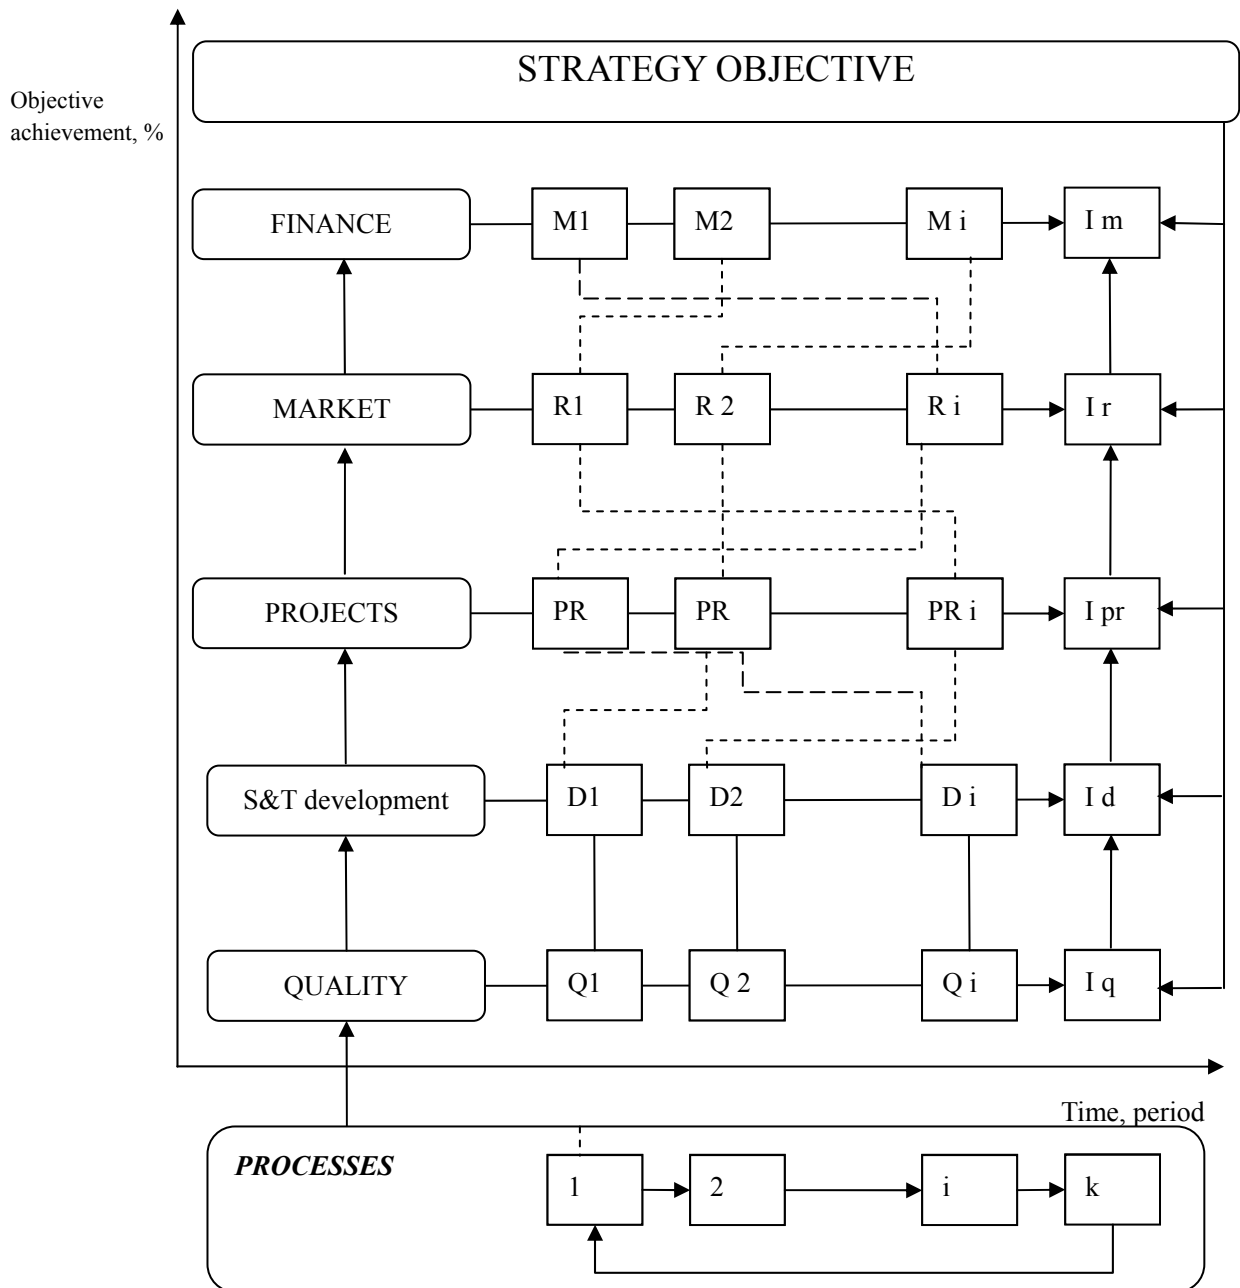 STRATEGY OBJECTIVE
Objective
achievement, %
FINANCE
M1
M2
M i
I m
MARKET
R1
R 2
R i
I r
PROJECTS
PR
PR
PR i
I pr
S&T development
D1
D2
D i
I d
QUALITY
Q1
Q 2
Q i
I q
Time, period
PROCESSES
1
2
i
k